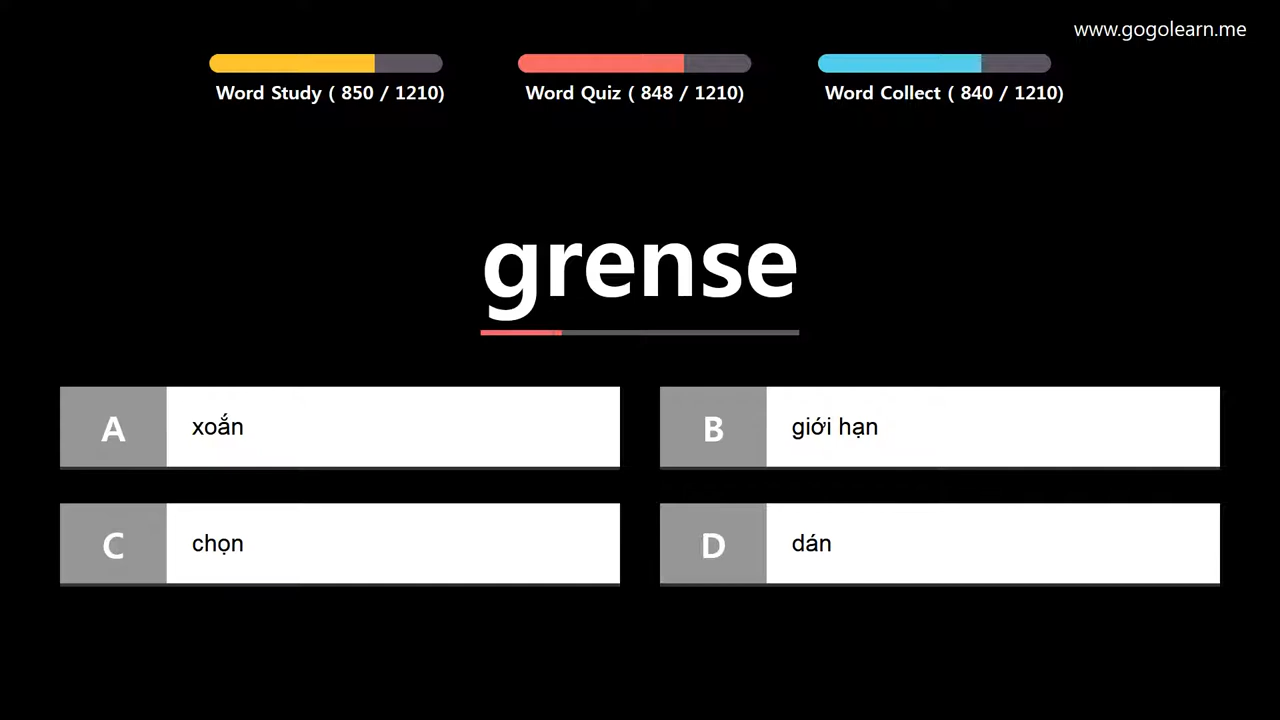 www.gogolearn.me
Word Study ( 850 / 1210)
Word Quiz ( 848 / 1210)
Word Collect ( 840 / 1210)
grense
A xoắn
B giới hạn
C chọn
D dán